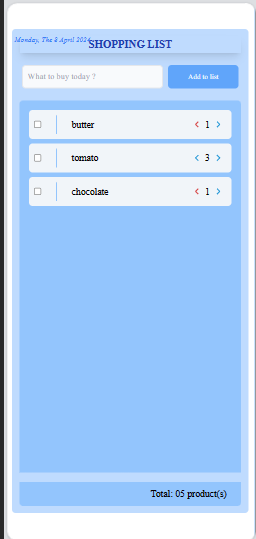 Monday, The 8 April 2024
SHOPPING LIST
What to buy today ?
Add to list
butter
1
tomato
3
chocolate
1
Total: 05 product(s)